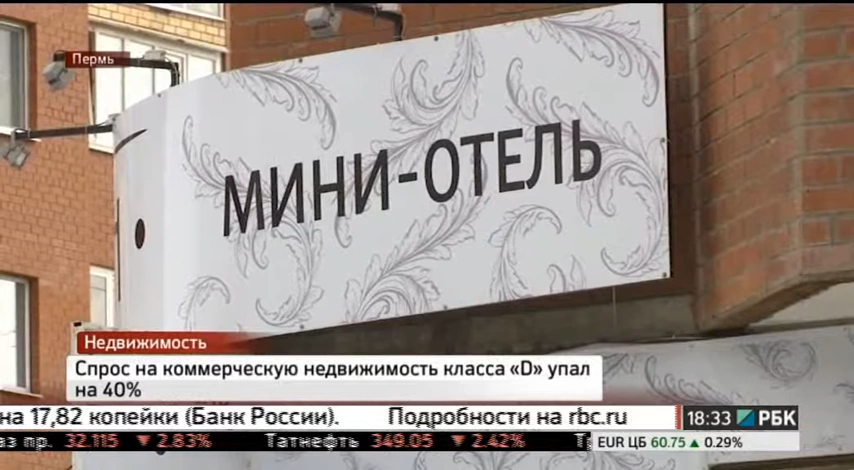 Пермь
МИНИ-ОТЕЛЬ
Недвижимость
Спрос на коммерческую недвижимость класса «D» упал
на 40%
на 17,82 копейки (Банк России). Подробности на rbc.ru
18:33 РБК
аз пр. 32.115 ▼ 2.83% Татнефть 349.05 ▼ 2.42%
EUR ЦБ 60.75 ▲ 0.29%